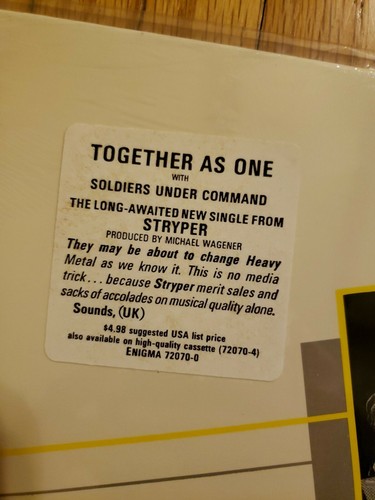 TOGETHER AS ONE
WITH
SOLDIERS UNDER COMMAND
THE LONG-AWAITED NEW SINGLE FROM
STRYPER
PRODUCED BY MICHAEL WAGENER
They may be about to change Heavy
Metal as we know it. This is no media
trick... because Stryper merit sales and
sacks of accolades on musical quality alone.
Sounds, (UK)
$4.98 suggested USA list price
also available on high-quality cassette (72070-4)
ENIGMA 72070-0